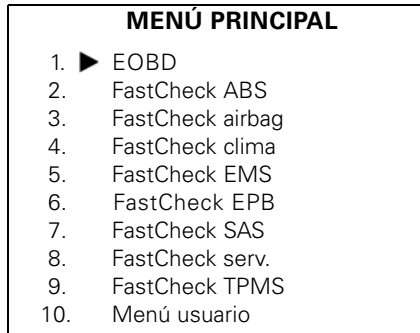 MENÚ PRINCIPAL
1. ▶ EOBD
2. FastCheck ABS
3. FastCheck airbag
4. FastCheck clima
5. FastCheck EMS
6. FastCheck EPB
7. FastCheck SAS
8. FastCheck serv.
9. FastCheck TPMS
10. Menú usuario